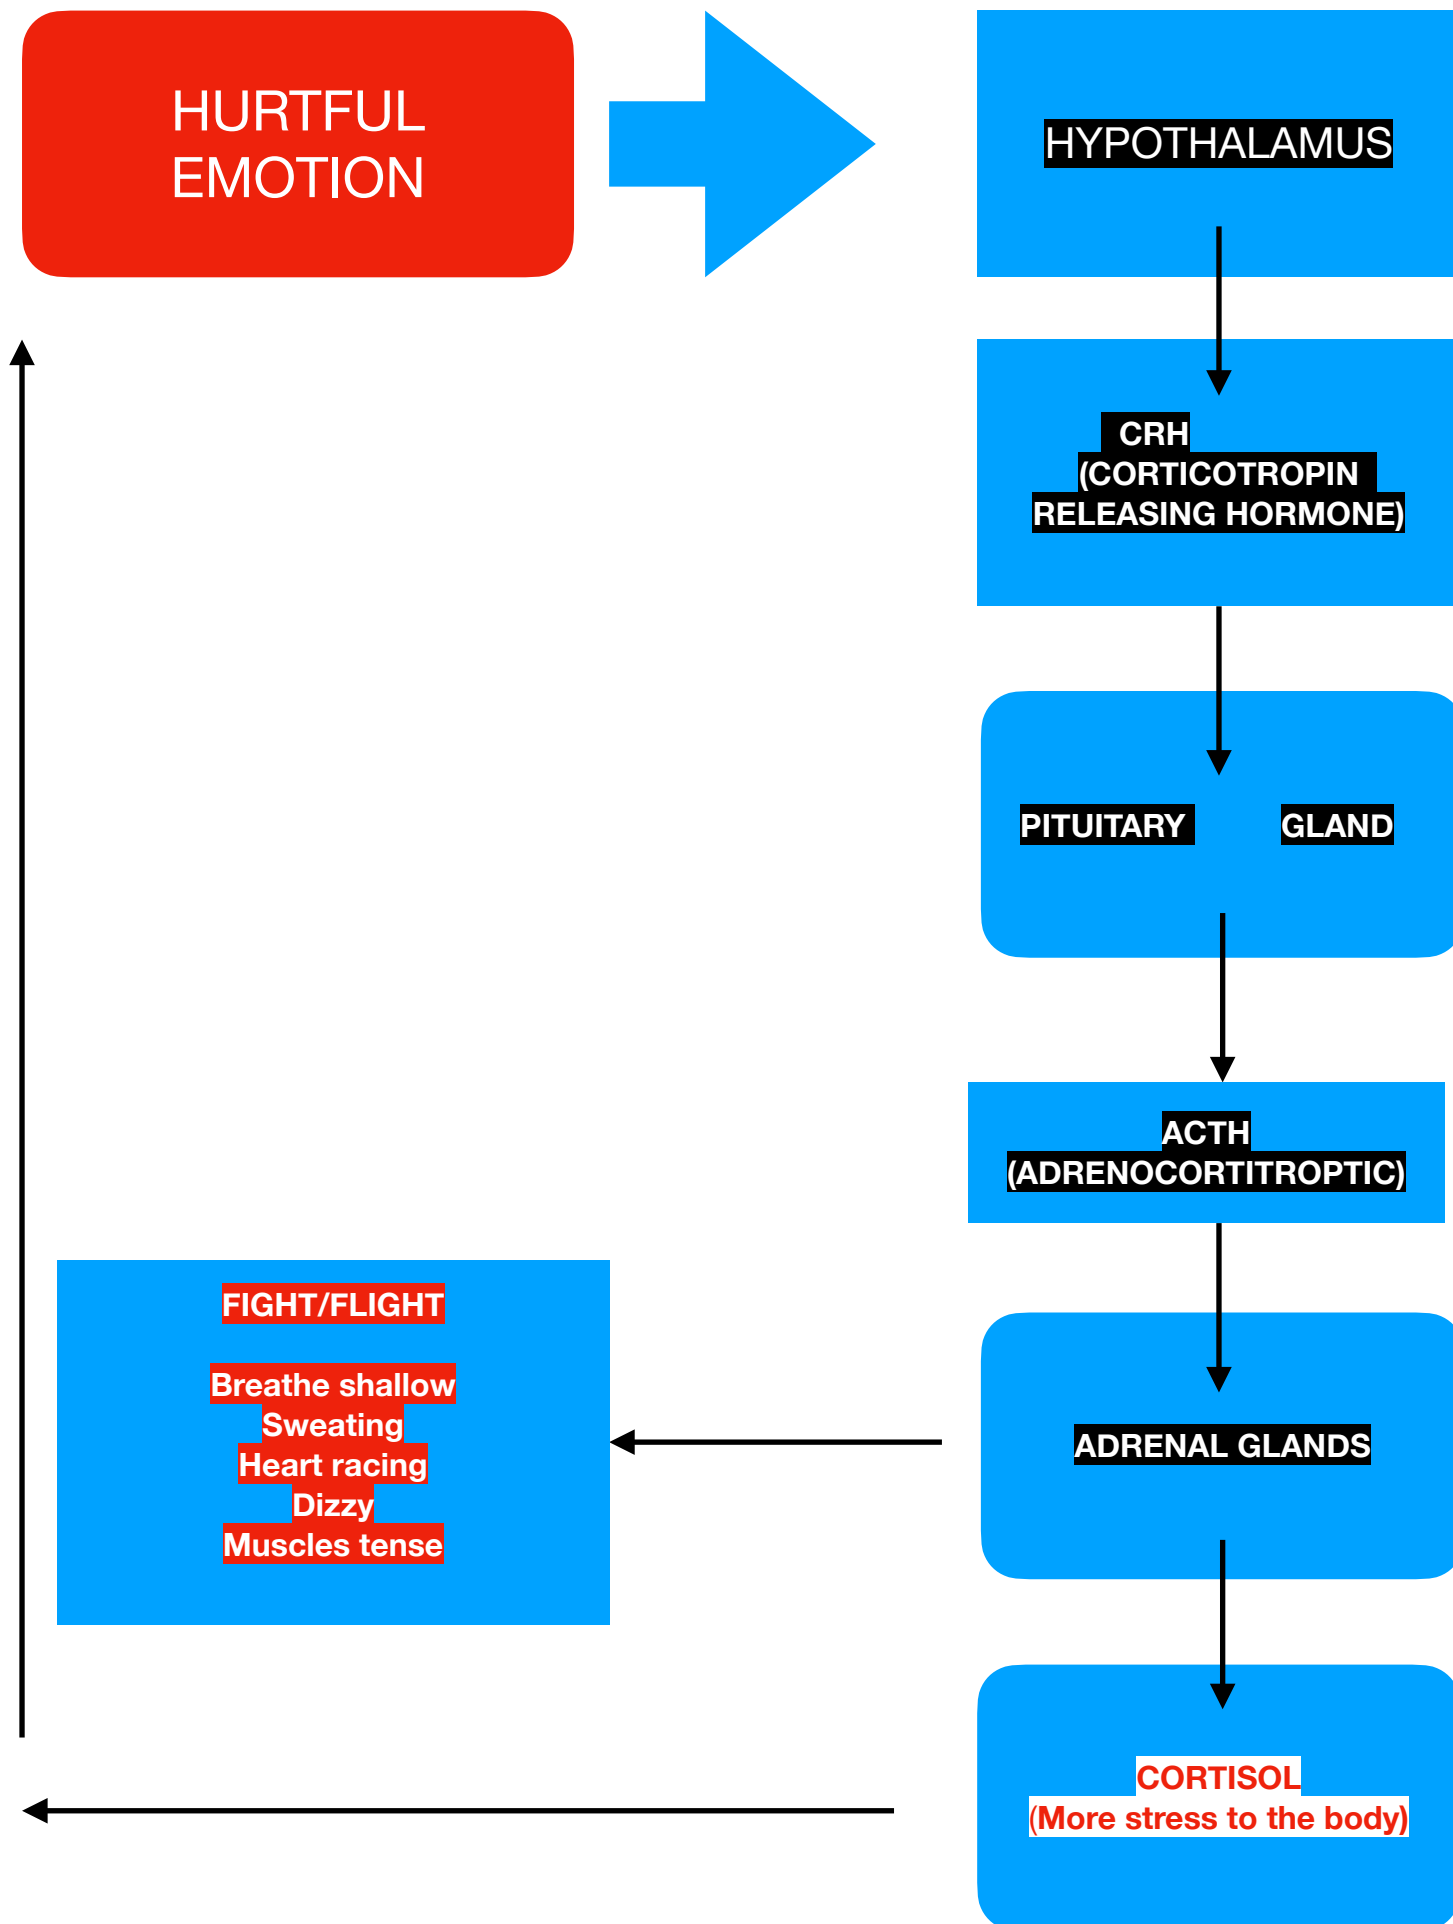 HURTFUL
EMOTION
HYPOTHALAMUS
CRH
(CORTICOTROPIN
RELEASING HORMONE)
PITUITARY GLAND
ACTH
(ADRENOCORTITROPTIC)
FIGHT/FLIGHT
Breathe shallow
Sweating
Heart racing
Dizzy
Muscles tense
ADRENAL GLANDS
CORTISOL
(More stress to the body)